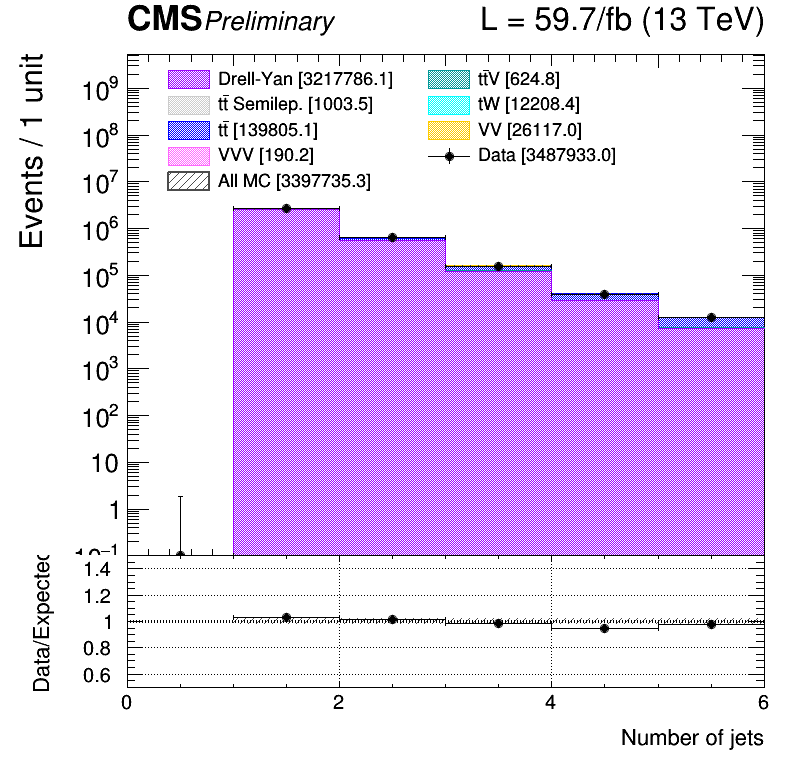 CMS Preliminary L = 59.7/fb (13 TeV)
Events / 1 unit
10⁹
10⁸
10⁷
10⁶
10⁵
10⁴
10³
10²
10
1
10⁻¹
Drell-Yan [3217786.1]
tt̄ Semilep. [1003.5]
tt̄ [139805.1]
VVV [190.2]
All MC [3397735.3]
tt̄V [624.8]
tW [12208.4]
VV [26117.0]
Data [3487933.0]
Data/Expected
1.4
1.2
1
0.8
0.6
0 2 4 6
Number of jets